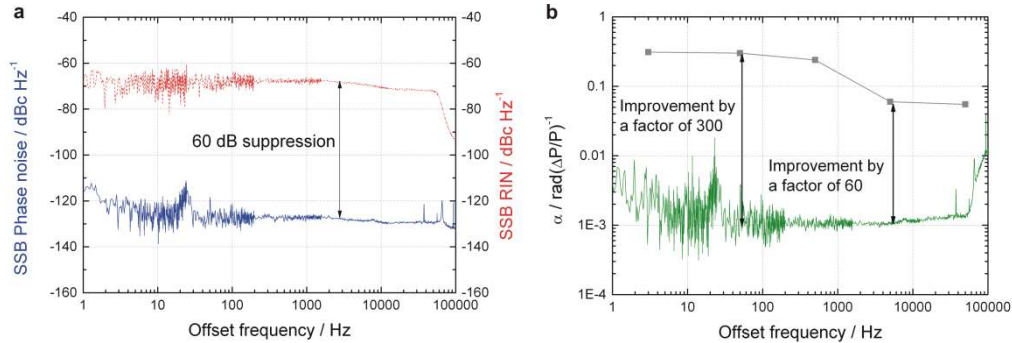 a
SSB Phase noise / dBc Hz⁻¹
-40
-60
-80
-100
-120
-140
-160
60 dB suppression
-40
-60
-80
-100
-120
-140
-160
SSB RIN / dBc Hz⁻¹
1
10
100
1000
10000
100000
Offset frequency / Hz
b
α / rad(ΔP/P)⁻¹
1
0.1
0.01
1E-3
1E-4
Improvement by
a factor of 300
Improvement by
a factor of 60
1
10
100
1000
10000
100000
Offset frequency / Hz